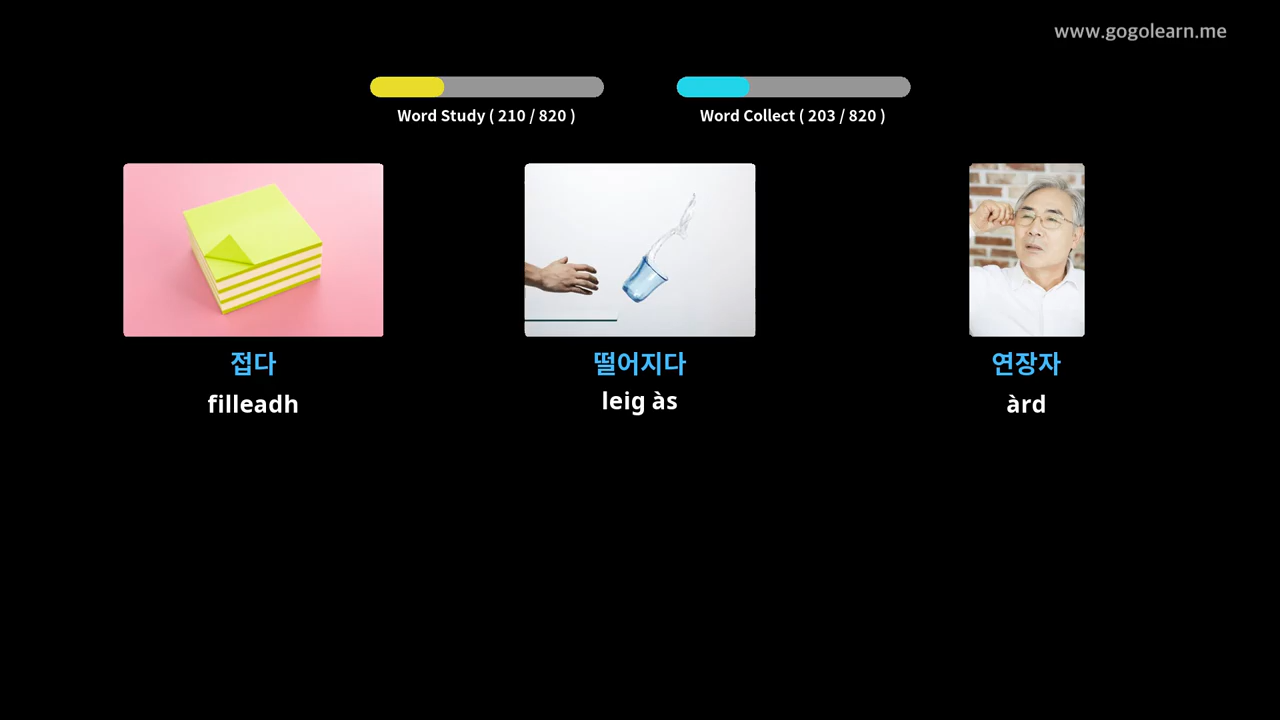 www.gogolearn.me
Word Study ( 210 / 820 )
Word Collect ( 203 / 820 )
접다
filleadh
떨어지다
leig às
연장자
àrd